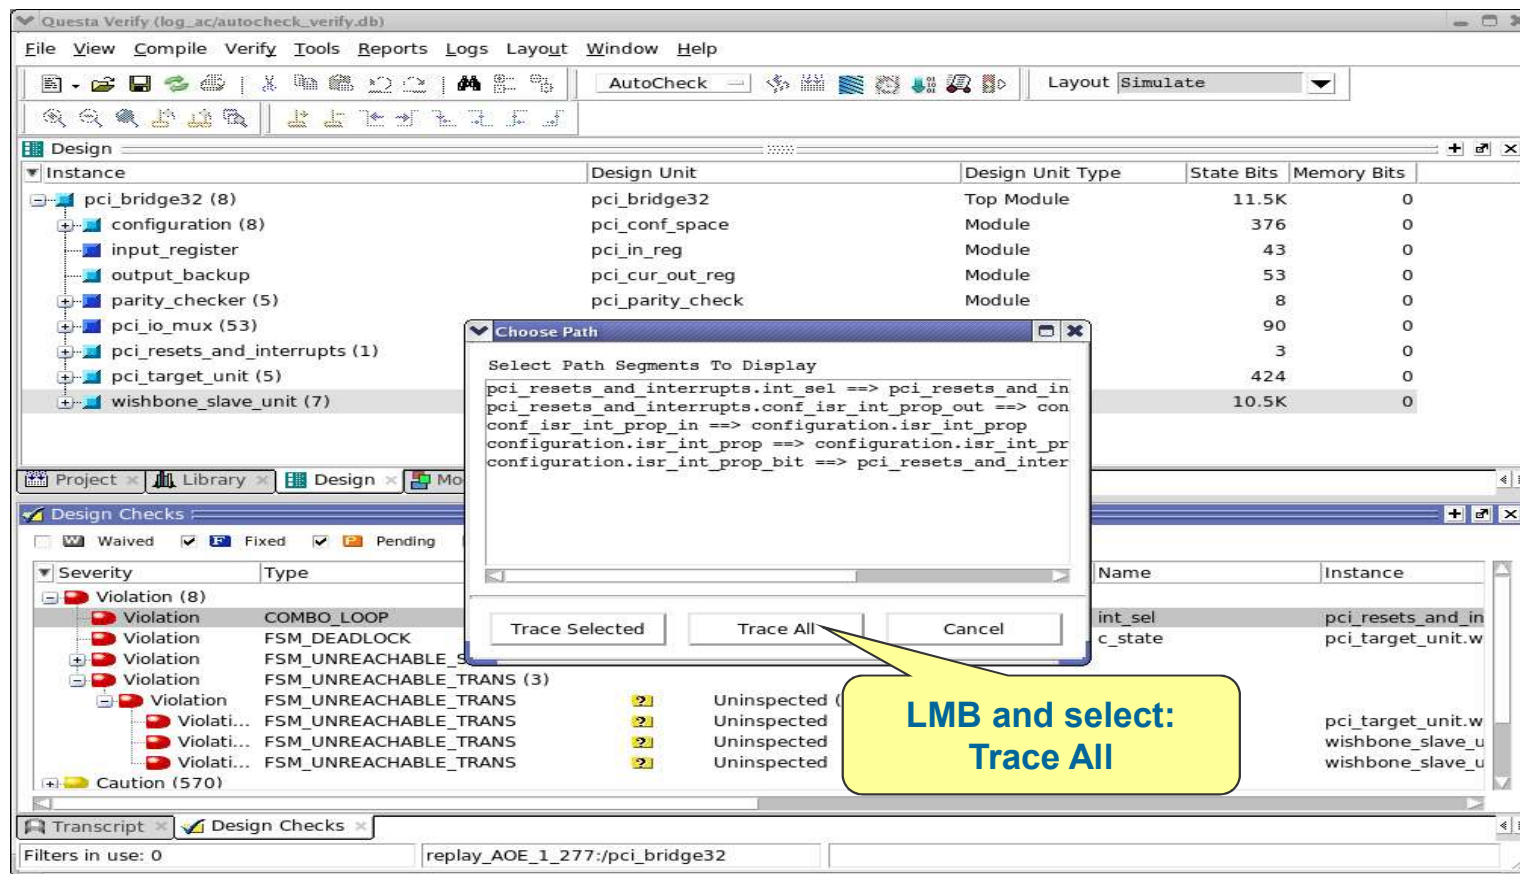 Questa Verify (log_ac/autocheck_verify.db)
File View Compile Verify Tools Reports Logs Layout Window Help
AutoCheck Layout Simulate
Design
Instance Design Unit Design Unit Type State Bits Memory Bits
pci_bridge32 (8) pci_bridge32 Top Module 11.5K 0
configuration (8) pci_conf_space Module 376 0
input_register pci_in_reg Module 43 0
output_backup pci_cur_out_reg Module 53 0
parity_checker (5) pci_parity_check Module 8 0
pci_io_mux (53) 90 0
pci_resets_and_interrupts (1) 3 0
pci_target_unit (5) 424 0
wishbone_slave_unit (7) 10.5K 0
Choose Path
Select Path Segments To Display
pci_resets_and_interrupts.int_sel ==> pci_resets_and_in
pci_resets_and_interrupts.conf_isr_int_prop_out ==> con
conf_isr_int_prop_in ==> configuration.isr_int_prop
configuration.isr_int_prop ==> configuration.isr_int_pr
configuration.isr_int_prop_bit ==> pci_resets_and_inter
Trace Selected Trace All Cancel
Project Library Design Mo
Design Checks
W Waived F Fixed P Pending
Severity Type Name Instance
Violation (8)
Violation COMBO_LOOP int_sel pci_resets_and_in
Violation FSM_DEADLOCK c_state pci_target_unit.w
Violation FSM_UNREACHABLE_S
Violation FSM_UNREACHABLE_TRANS (3)
Violation FSM_UNREACHABLE_TRANS ? Uninspected (
Violati... FSM_UNREACHABLE_TRANS ? Uninspected pci_target_unit.w
Violati... FSM_UNREACHABLE_TRANS ? Uninspected wishbone_slave_u
Violati... FSM_UNREACHABLE_TRANS ? Uninspected wishbone_slave_u
Caution (570)
LMB and select:
Trace All
Transcript Design Checks
Filters in use: 0 replay_AOE_1_277:/pci_bridge32